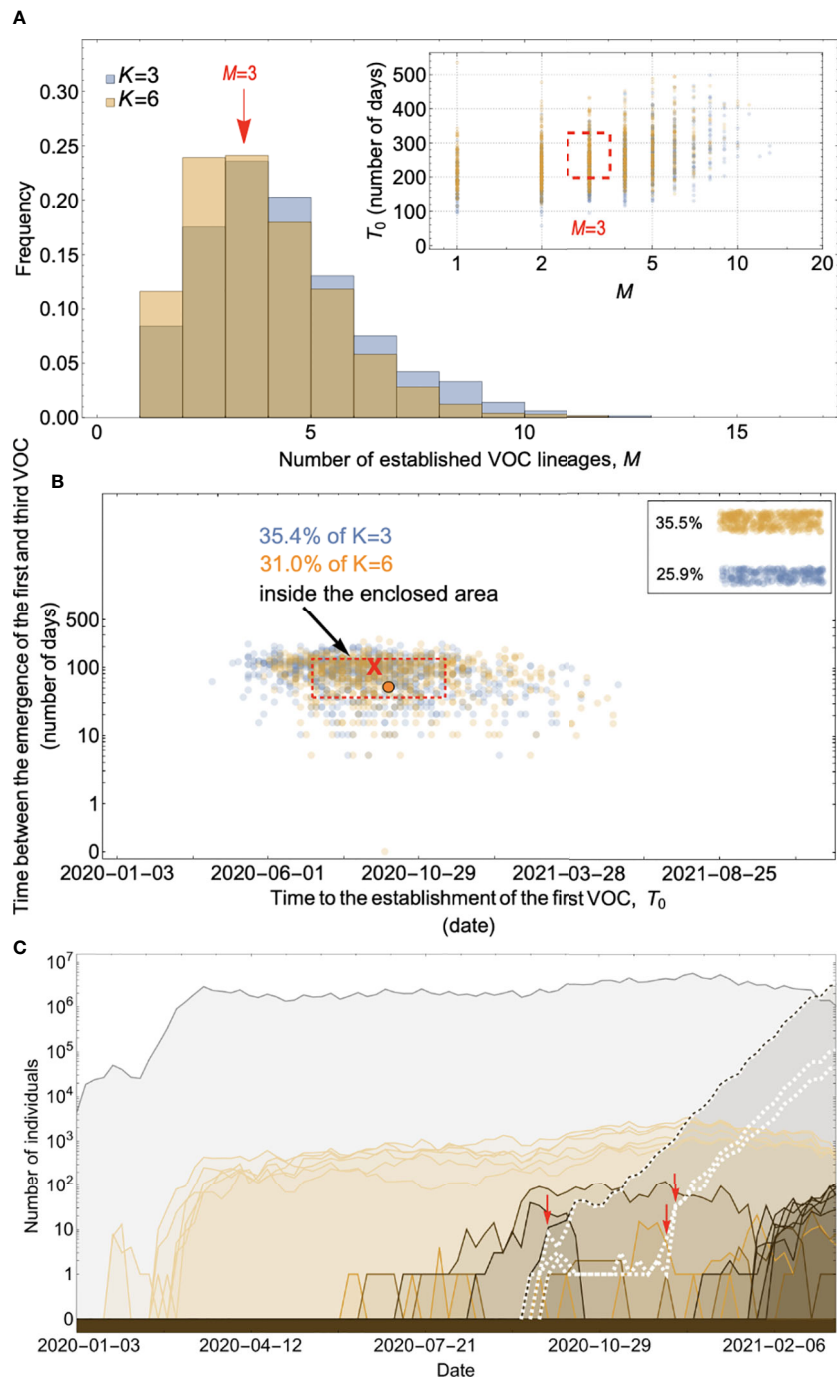 A
K=3
K=6
M=3
0.30
0.25
0.20
0.15
0.10
0.05
0.00
Frequency
0
5
10
15
Number of established VOC lineages, M
500
400
300
200
100
0
T0 (number of days)
M=3
1
2
5
10
20
M
B
35.4% of K=3
31.0% of K=6
inside the enclosed area
35.5%
25.9%
X
Time between the emergence of the first and third VOC
(number of days)
500
100
10
1
0
2020-01-03
2020-06-01
2020-10-29
2021-03-28
2021-08-25
Time to the establishment of the first VOC, T0
(date)
C
10^7
10^6
10^5
10^4
10^3
10^2
10
1
0
Number of individuals
2020-01-03
2020-04-12
2020-07-21
2020-10-29
2021-02-06
Date